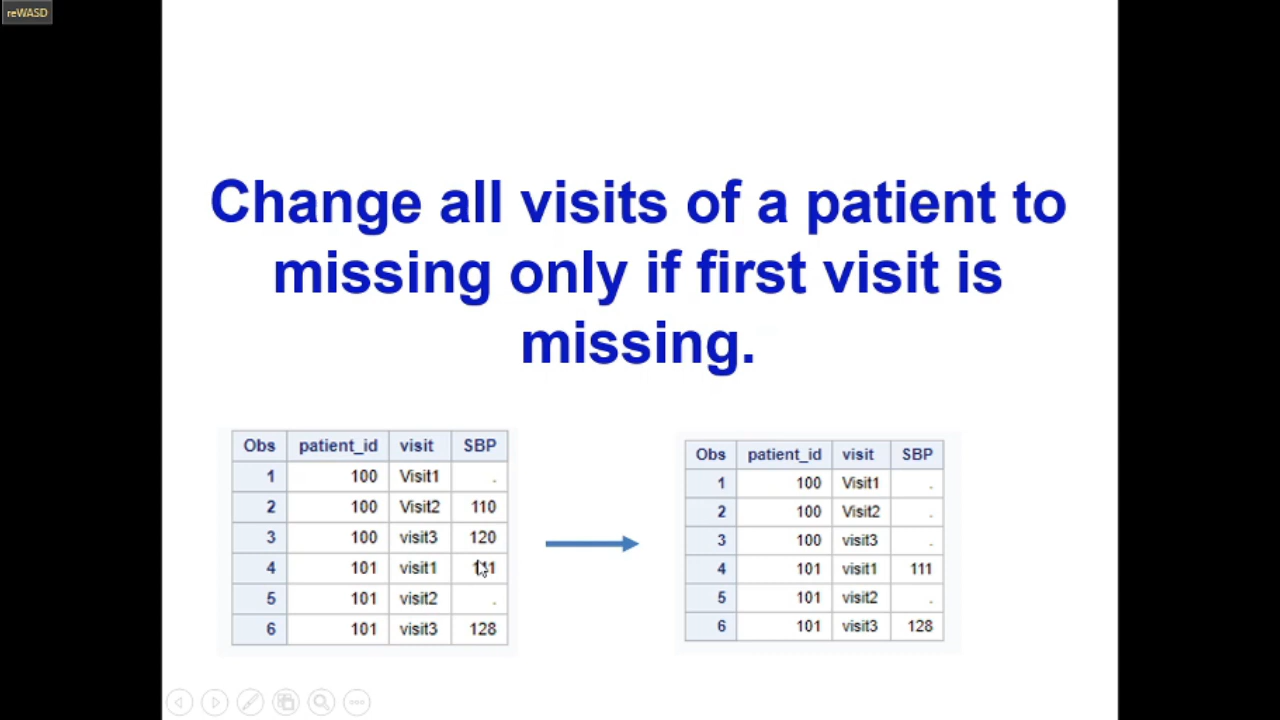 reWASD
Change all visits of a patient to
missing only if first visit is
missing.
Obs patient_id visit SBP
1 100 Visit1 .
2 100 Visit2 110
3 100 visit3 120
4 101 visit1 111
5 101 visit2 .
6 101 visit3 128
Obs patient_id visit SBP
1 100 Visit1 .
2 100 Visit2 .
3 100 visit3 .
4 101 visit1 111
5 101 visit2 .
6 101 visit3 128